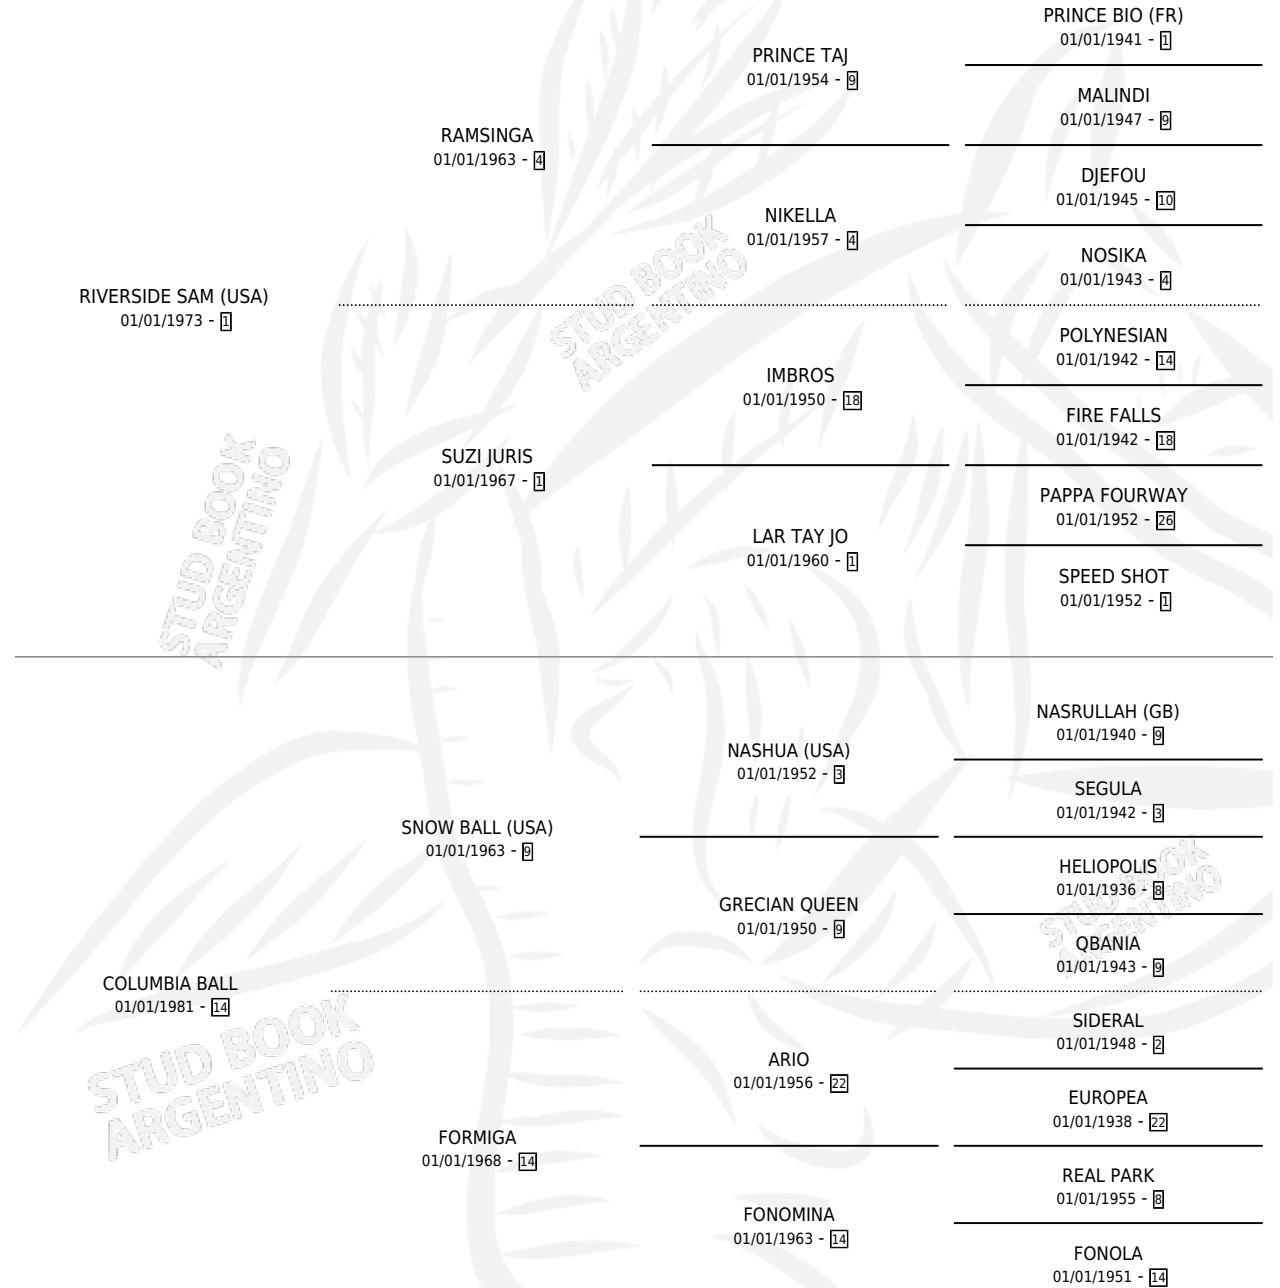 PRINCE BIO (FR)
01/01/1941 - 1
PRINCE TAJ
01/01/1954 - 9
MALINDI
01/01/1947 - 9
RAMSINGA
01/01/1963 - 4
DJEFOU
01/01/1945 - 10
NIKELLA
01/01/1957 - 4
NOSIKA
01/01/1943 - 4
RIVERSIDE SAM (USA)
01/01/1973 - 1
POLYNESIAN
01/01/1942 - 14
IMBROS
01/01/1950 - 18
FIRE FALLS
01/01/1942 - 18
SUZI JURIS
01/01/1967 - 1
PAPPA FOURWAY
01/01/1952 - 26
LAR TAY JO
01/01/1960 - 1
SPEED SHOT
01/01/1952 - 1
STUD BOOK
ARGENTINO
STUD BOOK
ARGENTINO
NASRULLAH (GB)
01/01/1940 - 9
NASHUA (USA)
01/01/1952 - 3
SEGULA
01/01/1942 - 3
SNOW BALL (USA)
01/01/1963 - 9
HELIOPOLIS
01/01/1936 - 8
GRECIAN QUEEN
01/01/1950 - 9
QBANIA
01/01/1943 - 9
COLUMBIA BALL
01/01/1981 - 14
SIDERAL
01/01/1948 - 2
ARIO
01/01/1956 - 22
EUROPEA
01/01/1938 - 22
FORMIGA
01/01/1968 - 14
REAL PARK
01/01/1955 - 8
FONOMINA
01/01/1963 - 14
FONOLA
01/01/1951 - 14
STUD BOOK
ARGENTINO
STUD BOOK
ARGENTINO